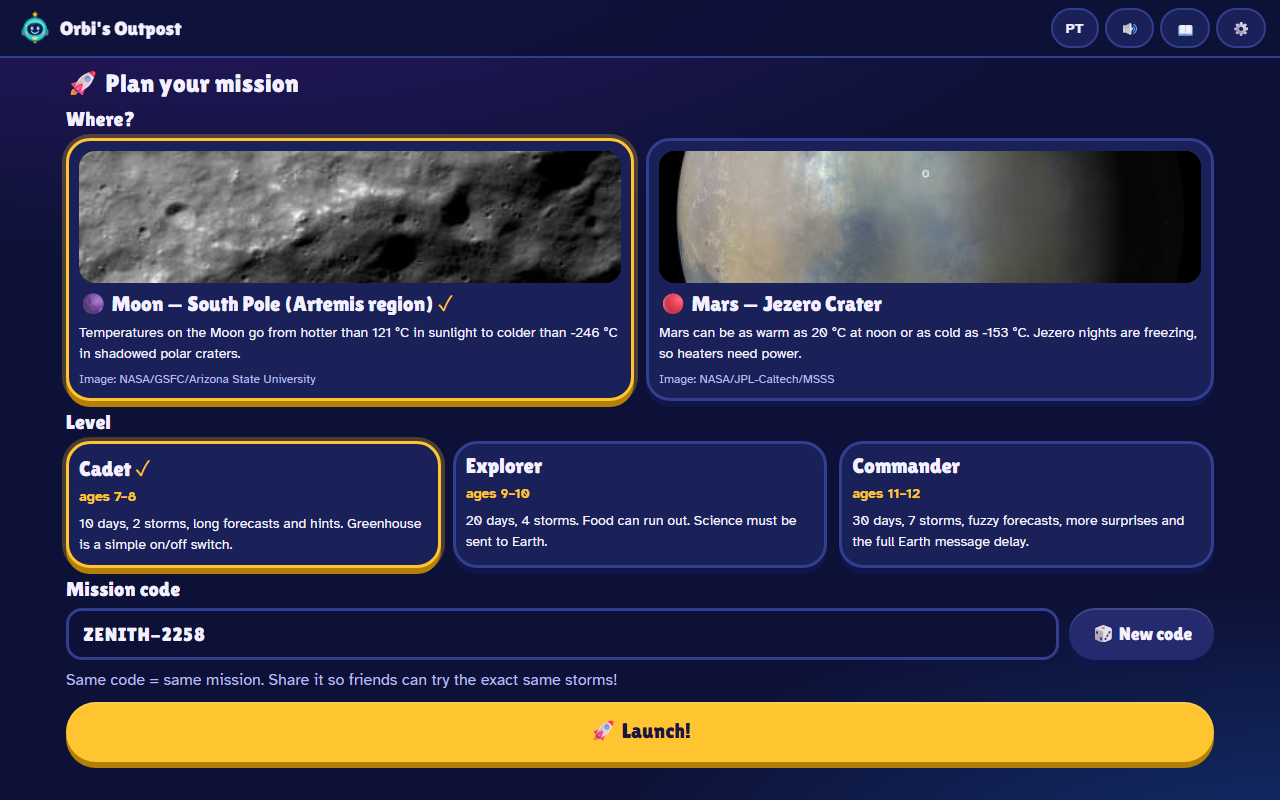 Orbi's Outpost
PT
Plan your mission
Where?
Moon — South Pole (Artemis region) ✓
Temperatures on the Moon go from hotter than 121 °C in sunlight to colder than -246 °C
in shadowed polar craters.
Image: NASA/GSFC/Arizona State University
Mars — Jezero Crater
Mars can be as warm as 20 °C at noon or as cold as -153 °C. Jezero nights are freezing,
so heaters need power.
Image: NASA/JPL-Caltech/MSSS
Level
Cadet ✓
ages 7–8
10 days, 2 storms, long forecasts and hints. Greenhouse
is a simple on/off switch.
Explorer
ages 9–10
20 days, 4 storms. Food can run out. Science must be
sent to Earth.
Commander
ages 11–12
30 days, 7 storms, fuzzy forecasts, more surprises and
the full Earth message delay.
Mission code
ZENITH-2258
New code
Same code = same mission. Share it so friends can try the exact same storms!
Launch!